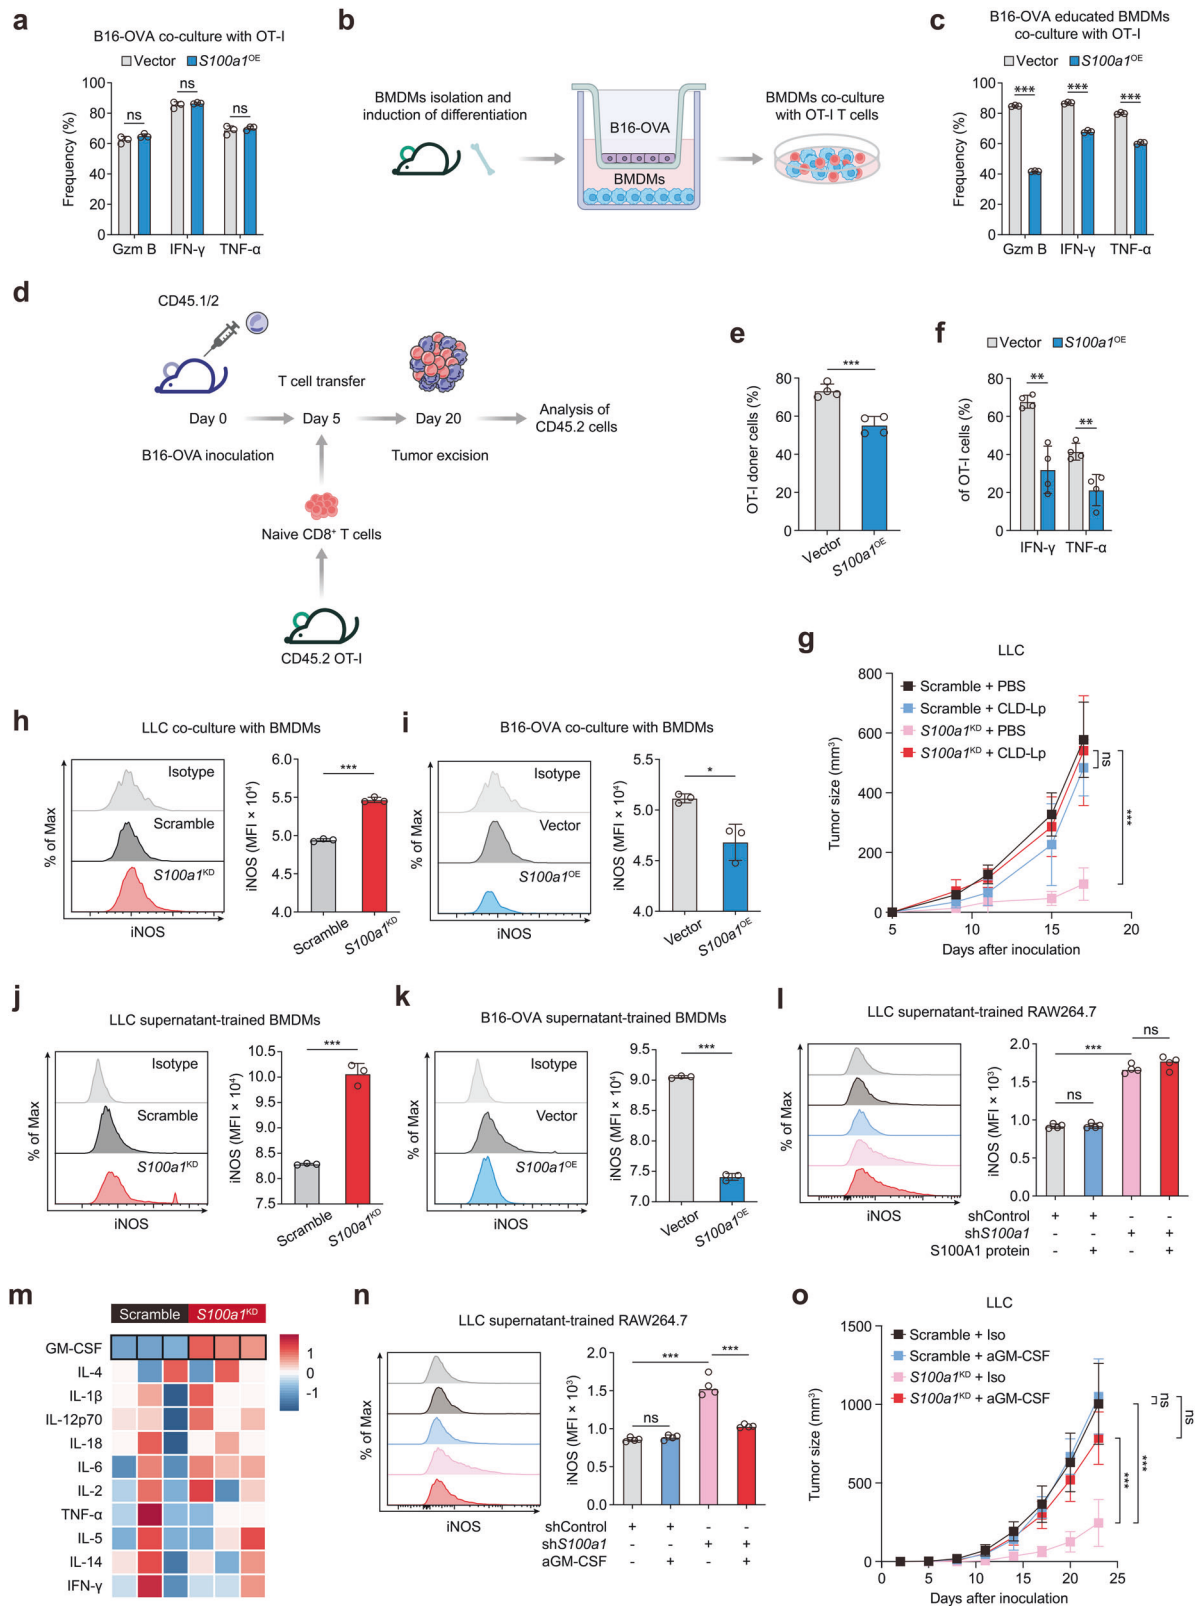 a
B16-OVA co-culture with OT-I
Vector S100a1OE
Frequency (%)
100
80
60
40
20
0
ns
ns
ns
Gzm B IFN-γ TNF-α
b
BMDMs isolation and
induction of differentiation
B16-OVA
BMDMs
BMDMs co-culture
with OT-I T cells
c
B16-OVA educated BMDMs
co-culture with OT-I
Vector S100a1OE
Frequency (%)
100
80
60
40
20
0
***
***
***
Gzm B IFN-γ TNF-α
d
CD45.1/2
T cell transfer
Day 0
Day 5
Day 20
Analysis of
CD45.2 cells
B16-OVA inoculation
Tumor excision
Naive CD8+ T cells
CD45.2 OT-I
e
OT-I doner cells (%)
80
60
40
20
0
***
Vector
S100a1OE
f
Vector S100a1OE
of OT-I cells (%)
80
60
40
20
0
**
**
IFN-γ TNF-α
g
LLC
Scramble + PBS
Scramble + CLD-Lp
S100a1KD + PBS
S100a1KD + CLD-Lp
Tumor size (mm3)
800
600
400
200
0
5 10 15 20
Days after inoculation
ns
***
h
LLC co-culture with BMDMs
% of Max
Isotype
Scramble
S100a1KD
iNOS
iNOS (MFI × 104)
6.0
5.5
5.0
4.5
4.0
***
Scramble
S100a1KD
i
B16-OVA co-culture with BMDMs
% of Max
Isotype
Vector
S100a1OE
iNOS
iNOS (MFI × 104)
5.5
5.0
4.5
4.0
*
Vector
S100a1OE
j
LLC supernatant-trained BMDMs
% of Max
Isotype
Scramble
S100a1KD
iNOS
iNOS (MFI × 104)
10.5
10.0
9.5
9.0
8.5
8.0
7.5
***
Scramble
S100a1KD
k
B16-OVA supernatant-trained BMDMs
% of Max
Isotype
Vector
S100a1OE
iNOS
iNOS (MFI × 104)
9.5
9.0
8.5
8.0
7.5
7.0
***
Vector
S100a1OE
l
LLC supernatant-trained RAW264.7
% of Max
iNOS
iNOS (MFI × 103)
2.0
1.5
1.0
0.5
0.0
ns
***
ns
shControl + + - -
shS100a1 - - + +
S100A1 protein - + - +
m
Scramble S100a1KD
GM-CSF
IL-4
IL-1β
IL-12p70
IL-18
IL-6
IL-2
TNF-α
IL-5
IL-14
IFN-γ
1
0
-1
n
LLC supernatant-trained RAW264.7
% of Max
iNOS
iNOS (MFI × 103)
2.0
1.5
1.0
0.5
0.0
ns
***
***
shControl + + - -
shS100a1 - - + +
aGM-CSF - + - +
o
LLC
Scramble + Iso
Scramble + aGM-CSF
S100a1KD + Iso
S100a1KD + aGM-CSF
Tumor size (mm3)
1500
1000
500
0
0 5 10 15 20 25
Days after inoculation
***
***
ns
ns